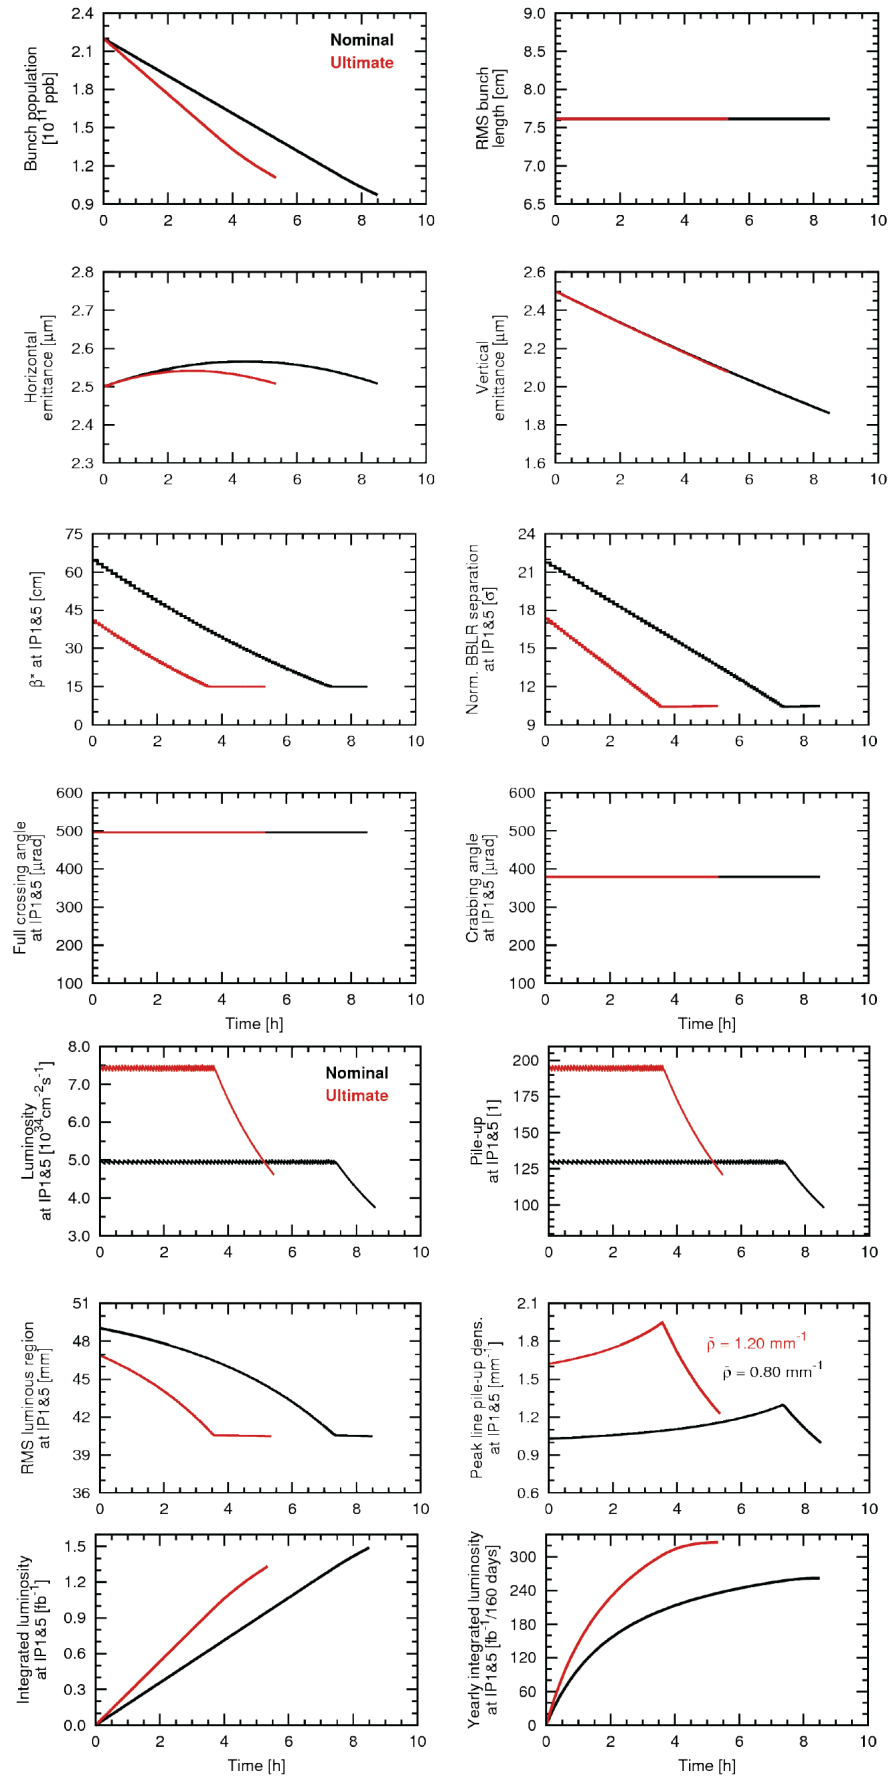 Bunch population
[10¹¹ ppb]
2.4
2.1
1.8
1.5
1.2
0.9
Nominal
Ultimate
0 2 4 6 8 10
RMS bunch
length [cm]
9.0
8.5
8.0
7.5
7.0
6.5
0 2 4 6 8 10
Horizontal
emittance [μm]
2.8
2.7
2.6
2.5
2.4
2.3
0 2 4 6 8 10
Vertical
emittance [μm]
2.6
2.4
2.2
2.0
1.8
1.6
0 2 4 6 8 10
β* at IP1&5 [cm]
75
60
45
30
15
0
0 2 4 6 8 10
Norm. BBLR separation
at IP1&5 [σ]
24
21
18
15
12
9
0 2 4 6 8 10
Full crossing angle
at IP1&5 [μrad]
600
500
400
300
200
100
0 2 4 6 8 10
Time [h]
Crabbing angle
at IP1&5 [μrad]
600
500
400
300
200
100
0 2 4 6 8 10
Time [h]
Luminosity
at IP1&5 [10³⁴cm⁻²s⁻¹]
8.0
7.0
6.0
5.0
4.0
3.0
Nominal
Ultimate
0 2 4 6 8 10
Pile-up
at IP1&5 [1]
200
175
150
125
100
0 2 4 6 8 10
RMS luminous region
at IP1&5 [mm]
51
48
45
42
39
36
0 2 4 6 8 10
Peak line pile-up dens.
at IP1&5 [mm⁻¹]
2.1
1.8
1.5
1.2
0.9
0.6
ρ̄ = 1.20 mm⁻¹
ρ̄ = 0.80 mm⁻¹
0 2 4 6 8 10
Integrated luminosity
at IP1&5 [fb⁻¹]
1.5
1.2
0.9
0.6
0.3
0.0
0 2 4 6 8 10
Time [h]
Yearly integrated luminosity
at IP1&5 [fb⁻¹/160 days]
300
240
180
120
60
0
0 2 4 6 8 10
Time [h]